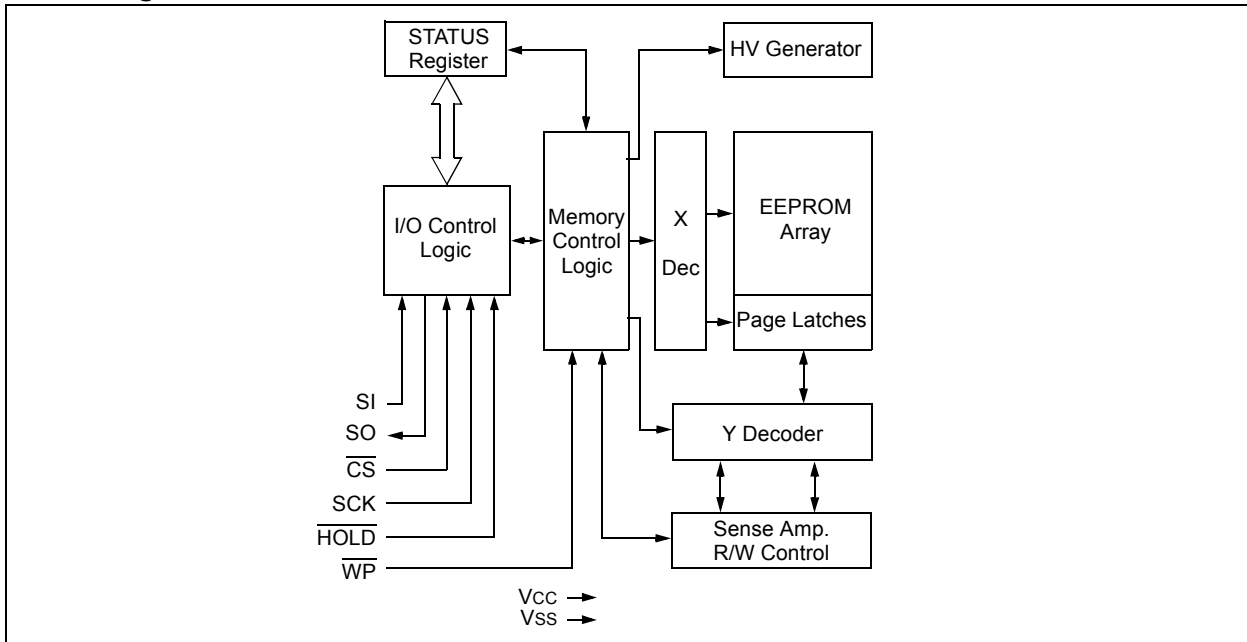 STATUS
Register
HV Generator
I/O Control
Logic
Memory
Control
Logic
X
Dec
EEPROM
Array
Page Latches
Y Decoder
Sense Amp.
R/W Control
SI
SO
CS
SCK
HOLD
WP
VCC
VSS